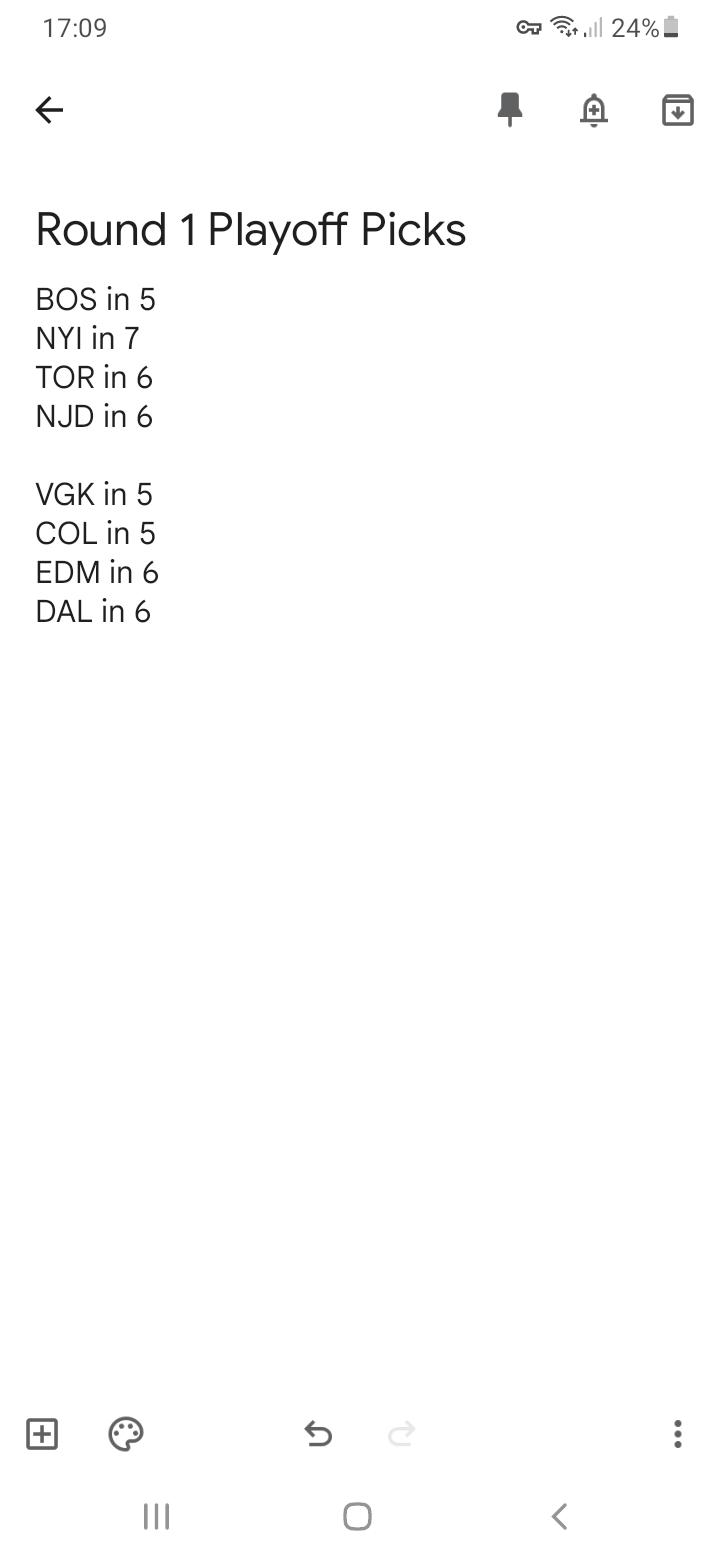 17:09
24%
Round 1 Playoff Picks
BOS in 5
NYI in 7
TOR in 6
NJD in 6
VGK in 5
COL in 5
EDM in 6
DAL in 6